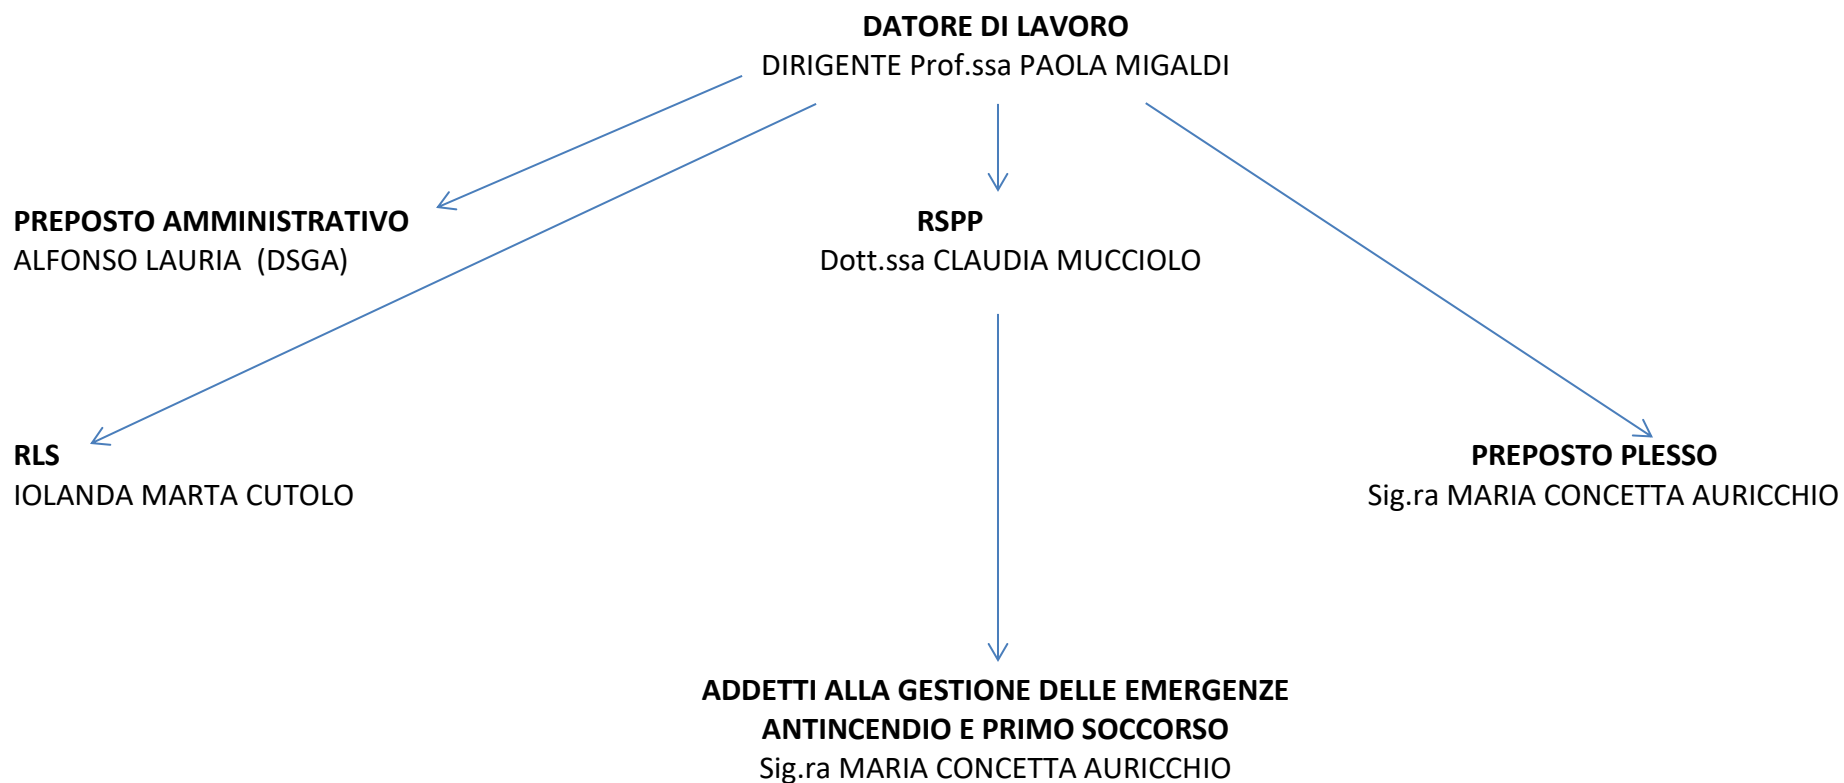 DATORE DI LAVORO
DIRIGENTE Prof.ssa PAOLA MIGALDI
PREPOSTO AMMINISTRATIVO
ALFONSO LAURIA (DSGA)
RSPP
Dott.ssa CLAUDIA MUCCIOLO
RLS
IOLANDA MARTA CUTOLO
PREPOSTO PLESSO
Sig.ra MARIA CONCETTA AURICCHIO
ADDETTI ALLA GESTIONE DELLE EMERGENZE
ANTINCENDIO E PRIMO SOCCORSO
Sig.ra MARIA CONCETTA AURICCHIO